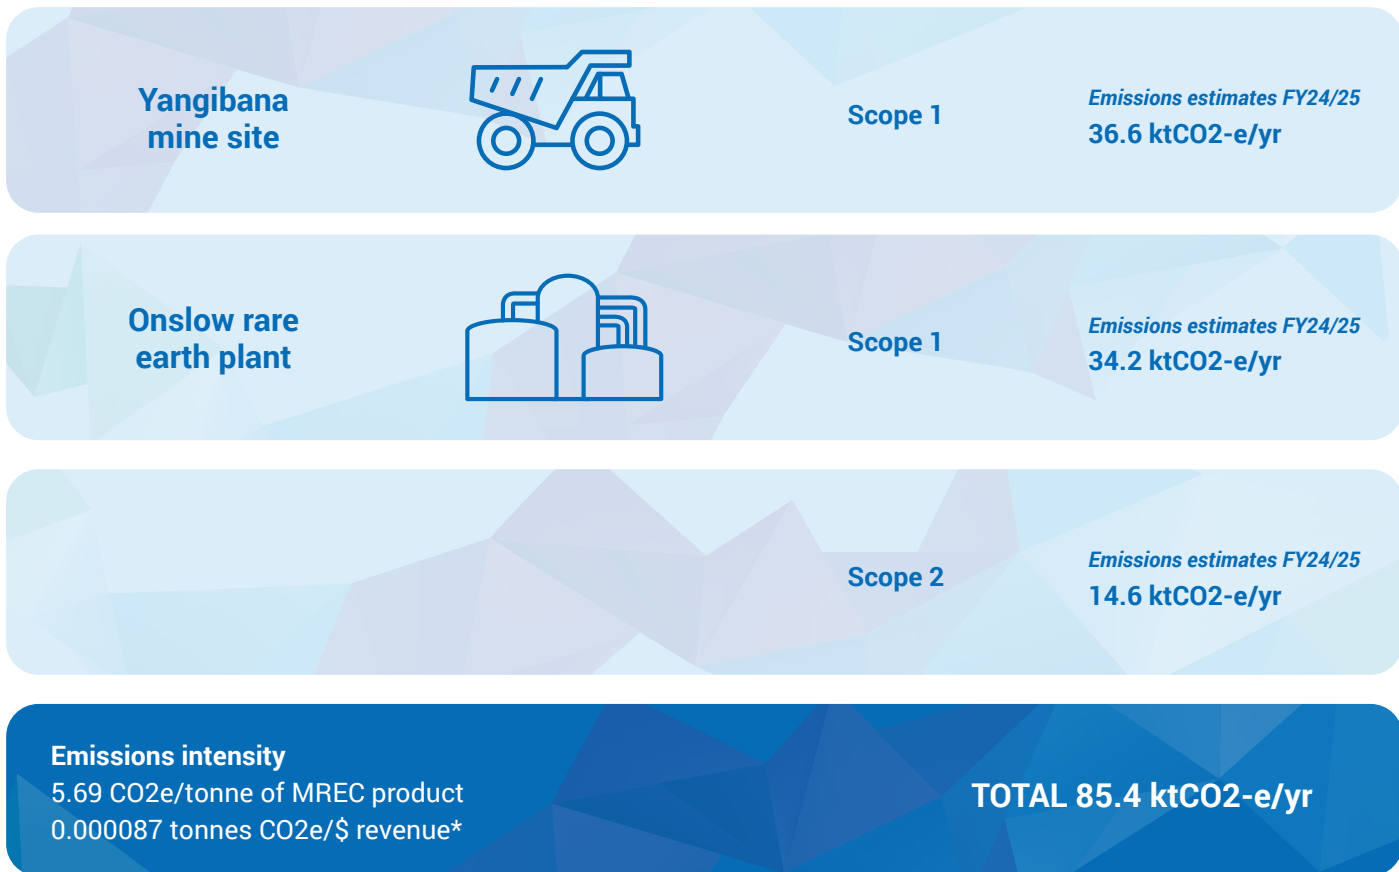 Yangibana
mine site
Scope 1
Emissions estimates FY24/25
36.6 ktCO2-e/yr
Onslow rare
earth plant
Scope 1
Emissions estimates FY24/25
34.2 ktCO2-e/yr
Scope 2
Emissions estimates FY24/25
14.6 ktCO2-e/yr
Emissions intensity
5.69 CO2e/tonne of MREC product
0.000087 tonnes CO2e/$ revenue*
TOTAL 85.4 ktCO2-e/yr